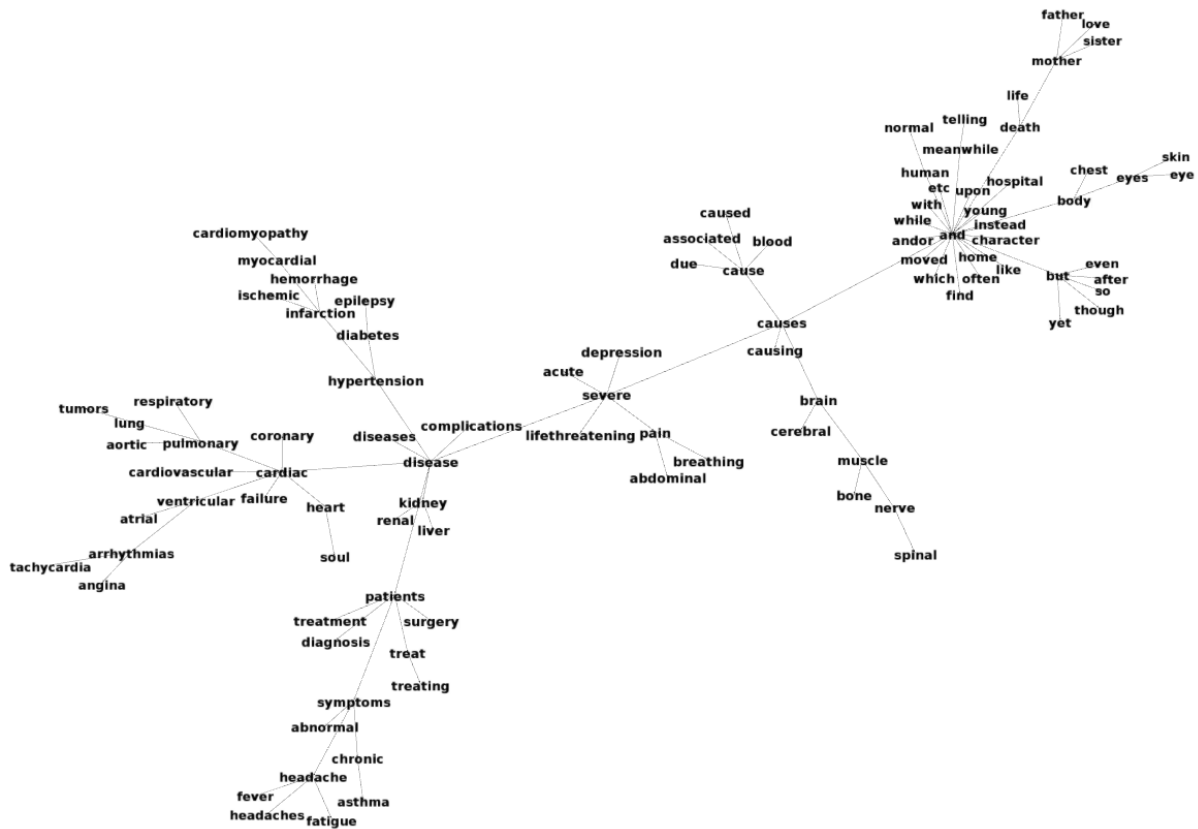 father
love
sister
mother
life
telling
death
normal
meanwhile
skin
chest
eyes
eye
human
hospital
etc
upon
body
with
young
caused
while
instead
cardiomyopathy
associated
blood
andor
and
character
myocardial
due
cause
moved
home
like
but
even
hemorrhage
which
often
after
ischemic
epilepsy
find
so
infarction
though
diabetes
causes
yet
depression
causing
hypertension
acute
severe
brain
respiratory
tumors
lung
complications
cerebral
aortic
pulmonary
coronary
diseases
lifethreatening
pain
cardiovascular
cardiac
disease
breathing
muscle
abdominal
ventricular
failure
heart
kidney
bone
nerve
atrial
renal
liver
arrhythmias
soul
spinal
tachycardia
angina
patients
treatment
surgery
diagnosis
treat
treating
symptoms
abnormal
chronic
headache
fever
asthma
headaches
fatigue